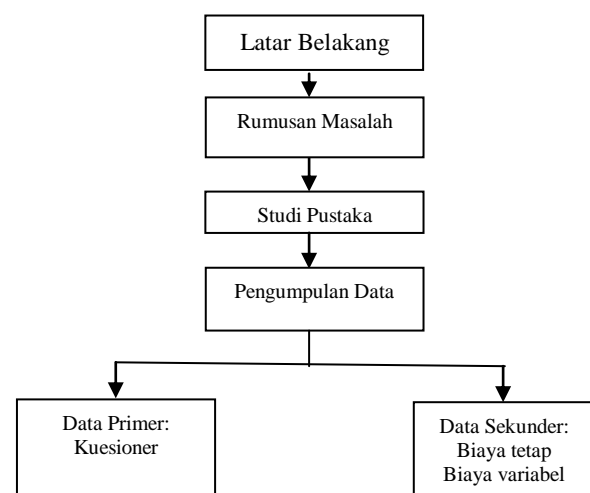 Latar Belakang
Rumusan Masalah
Studi Pustaka
Pengumpulan Data
Data Primer:
Kuesioner
Data Sekunder:
Biaya tetap
Biaya variabel